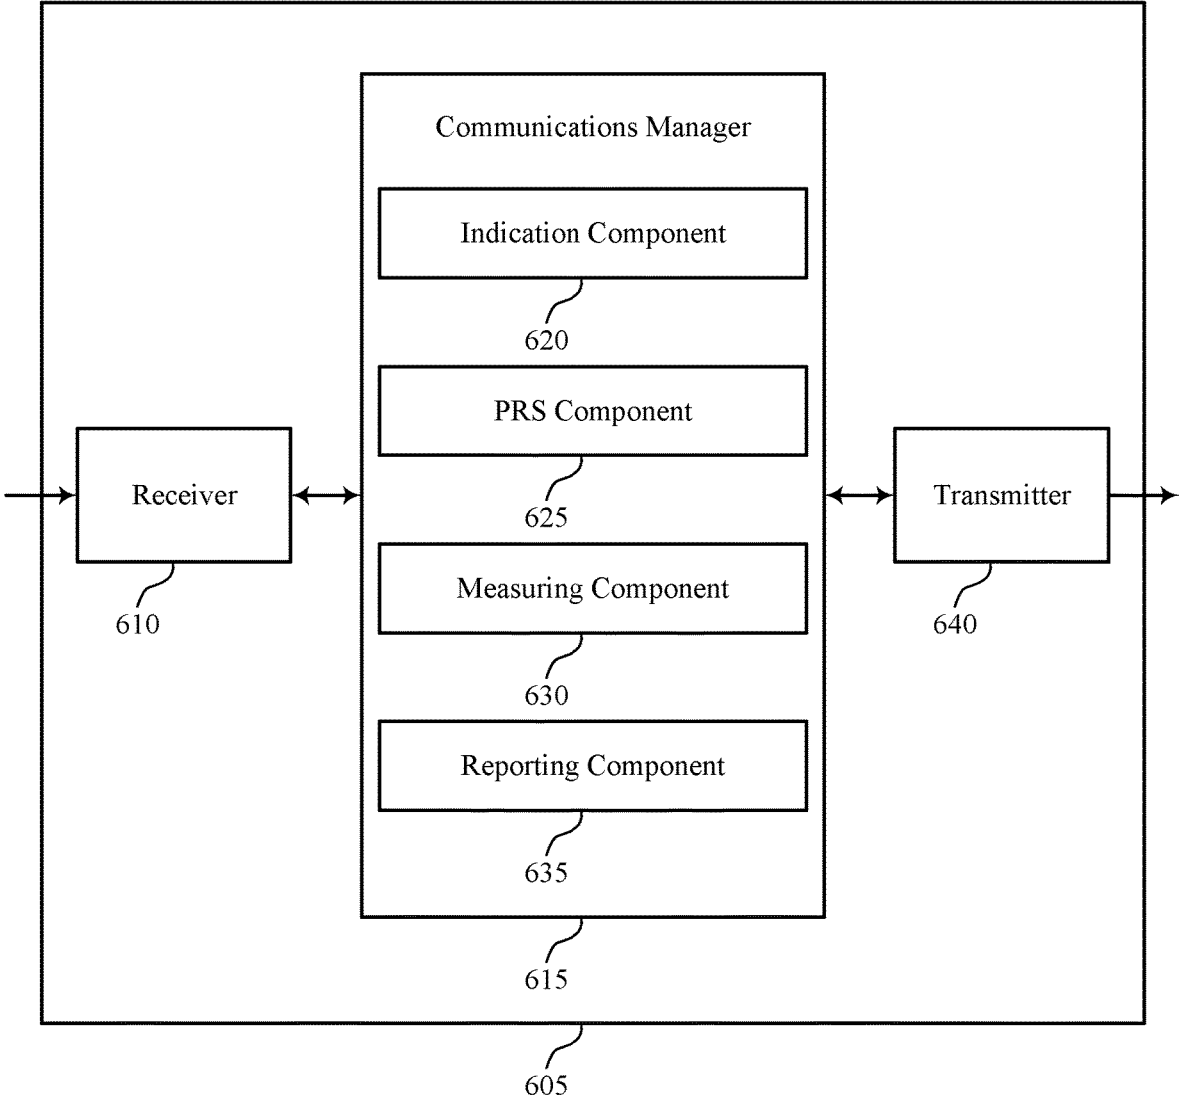 Communications Manager
Indication Component
620
PRS Component
625
Receiver
610
Transmitter
640
Measuring Component
630
Reporting Component
635
615
605